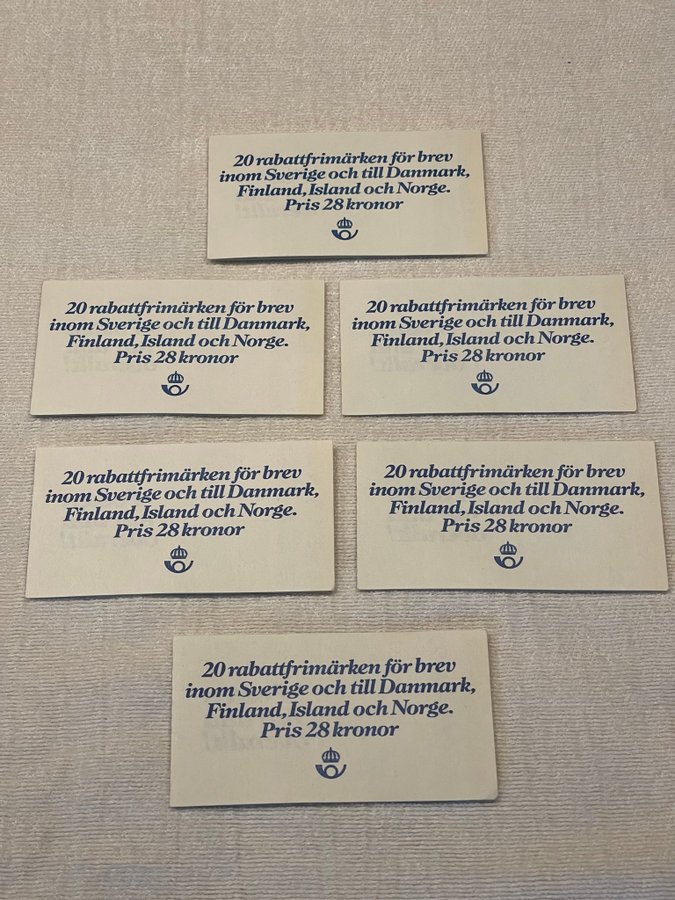 20 rabattfrimärken för brev
inom Sverige och till Danmark,
Finland, Island och Norge.
Pris 28 kronor
20 rabattfrimärken för brev
inom Sverige och till Danmark,
Finland, Island och Norge.
Pris 28 kronor
20 rabattfrimärken för brev
inom Sverige och till Danmark,
Finland, Island och Norge.
Pris 28 kronor
20 rabattfrimärken för brev
inom Sverige och till Danmark,
Finland, Island och Norge.
Pris 28 kronor
20 rabattfrimärken för brev
inom Sverige och till Danmark,
Finland, Island och Norge.
Pris 28 kronor
20 rabattfrimärken för brev
inom Sverige och till Danmark,
Finland, Island och Norge.
Pris 28 kronor